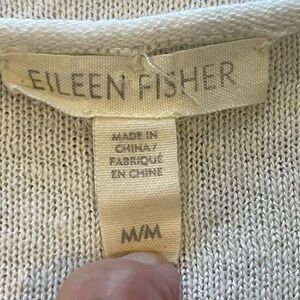 EILEEN FISHER
MADE IN
CHINA/
FABRIQUÉ
EN CHINE
M/M